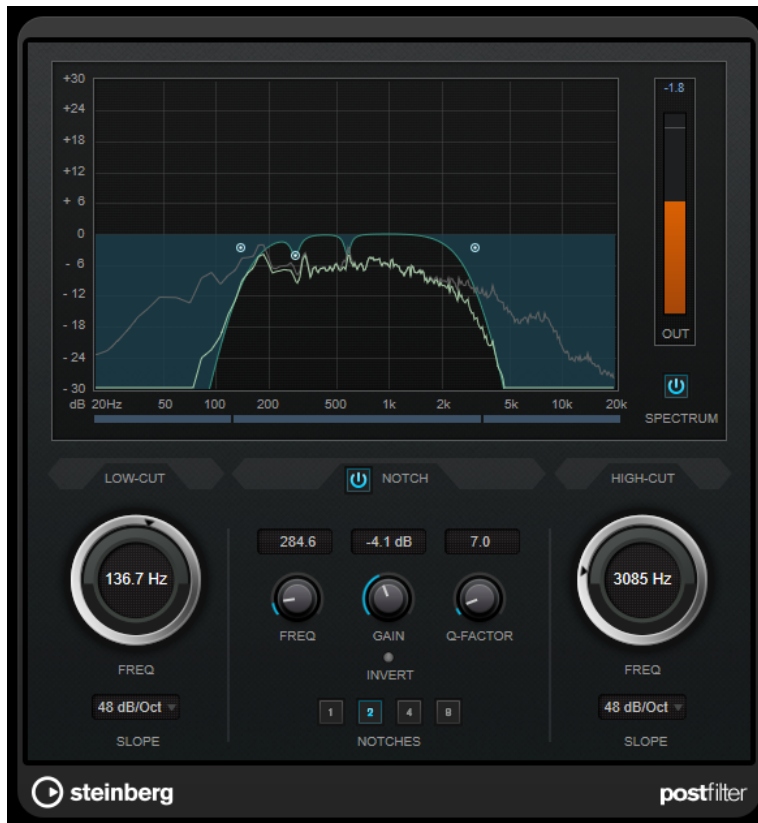 +30
-1.8
+24
+18
+12
+ 6
0
- 6
- 12
- 18
- 24
- 30
OUT
dB 20Hz 50 100 200 500 1k 2k 5k 10k 20k
SPECTRUM
LOW-CUT
NOTCH
HIGH-CUT
284.6 -4.1 dB 7.0
136.7 Hz
3085 Hz
FREQ GAIN Q-FACTOR
INVERT
FREQ
FREQ
48 dB/Oct
1 2 4 8
48 dB/Oct
SLOPE
NOTCHES
SLOPE
steinberg
postfilter